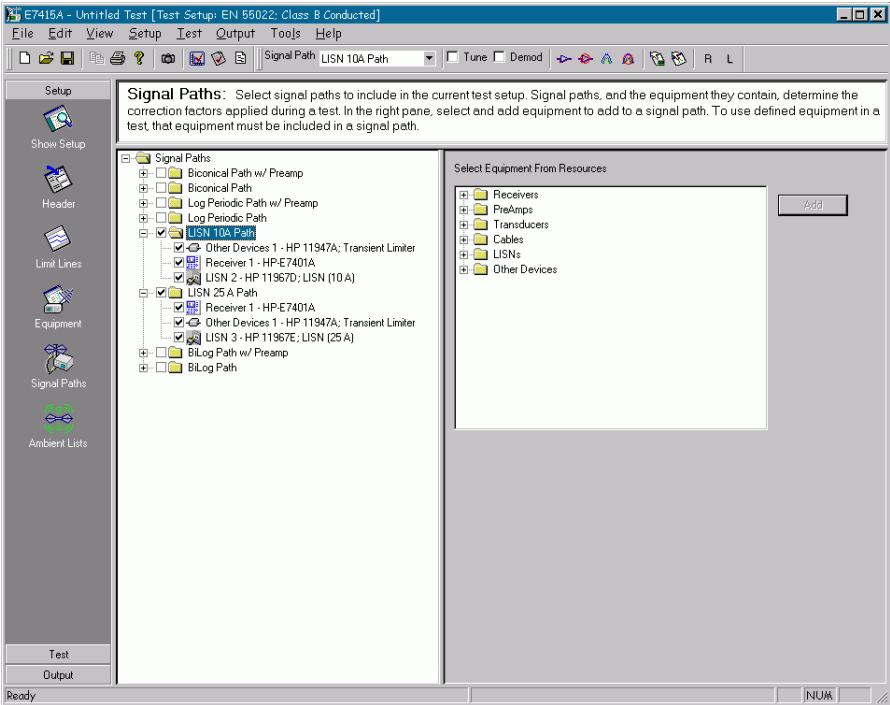 E7415A - Untitled Test [Test Setup: EN 55022; Class B Conducted]
File Edit View Setup Test Output Tools Help
Signal Path LISN 10A Path Tune Demod R L
Setup
Show Setup
Header
Limit Lines
Equipment
Signal Paths
Ambient Lists
Test
Output
Signal Paths: Select signal paths to include in the current test setup. Signal paths, and the equipment they contain, determine the
correction factors applied during a test. In the right pane, select and add equipment to add to a signal path. To use defined equipment in a
test, that equipment must be included in a signal path.
Signal Paths
Biconical Path w/ Preamp
Biconical Path
Log Periodic Path w/ Preamp
Log Periodic Path
LISN 10A Path
Other Devices 1 - HP 11947A; Transient Limiter
Receiver 1 - HP-E7401A
LISN 2 - HP 11967D; LISN (10 A)
LISN 25 A Path
Receiver 1 - HP-E7401A
Other Devices 1 - HP 11947A; Transient Limiter
LISN 3 - HP 11967E; LISN (25 A)
BiLog Path w/ Preamp
BiLog Path
Select Equipment From Resources
Receivers
PreAmps
Transducers
Cables
LISNs
Other Devices
Add
Ready
NUM